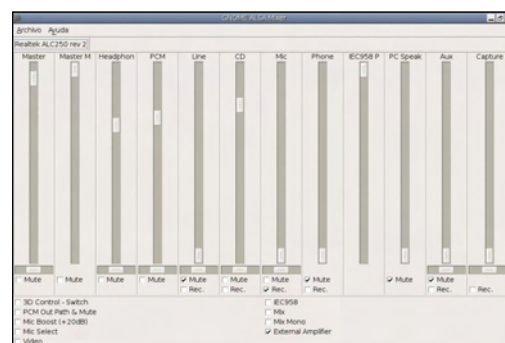 GNOME ALSA Mixer
Archivo Ayuda
Realtek ALC250 rev 2
Master Master M Headphon PCM Line CD Mic Phone IEC958 P PC Speak Aux Capture
Mute Mute Mute Mute Mute Mute Mute Mute Mute Mute
Rec. Rec. Rec. Rec. Rec. Rec.
3D Control - Switch
PCM Out Path & Mute
Mic Boost (+20dB)
Mic Select
Video
IEC958
Mix
Mix Mono
External Amplifier